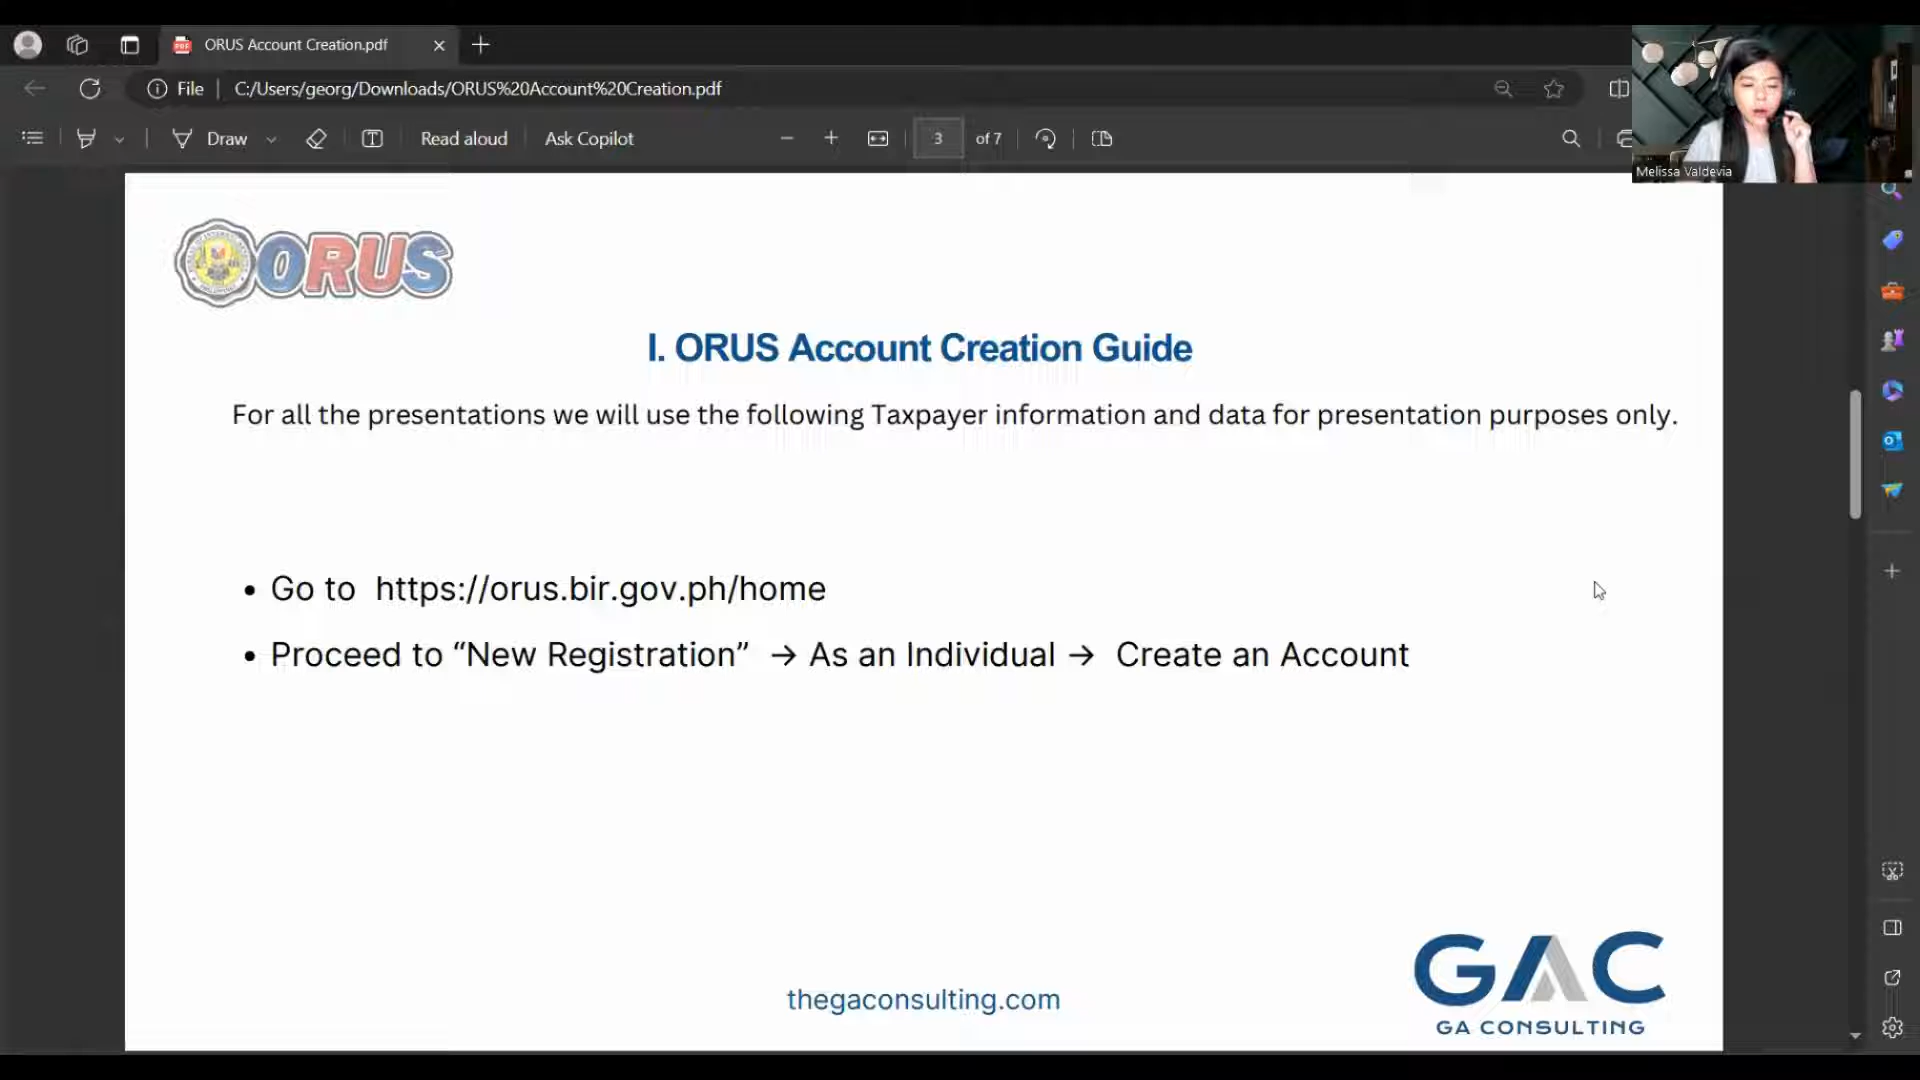 ORUS Account Creation.pdf
File
C:/Users/georg/Downloads/ORUS%20Account%20Creation.pdf
Draw
Read aloud
Ask Copilot
3
of 7
Melissa Valdevia
ORUS
I. ORUS Account Creation Guide
For all the presentations we will use the following Taxpayer information and data for presentation purposes only.
• Go to https://orus.bir.gov.ph/home
• Proceed to “New Registration” → As an Individual → Create an Account
thegaconsulting.com
GAC
GA CONSULTING